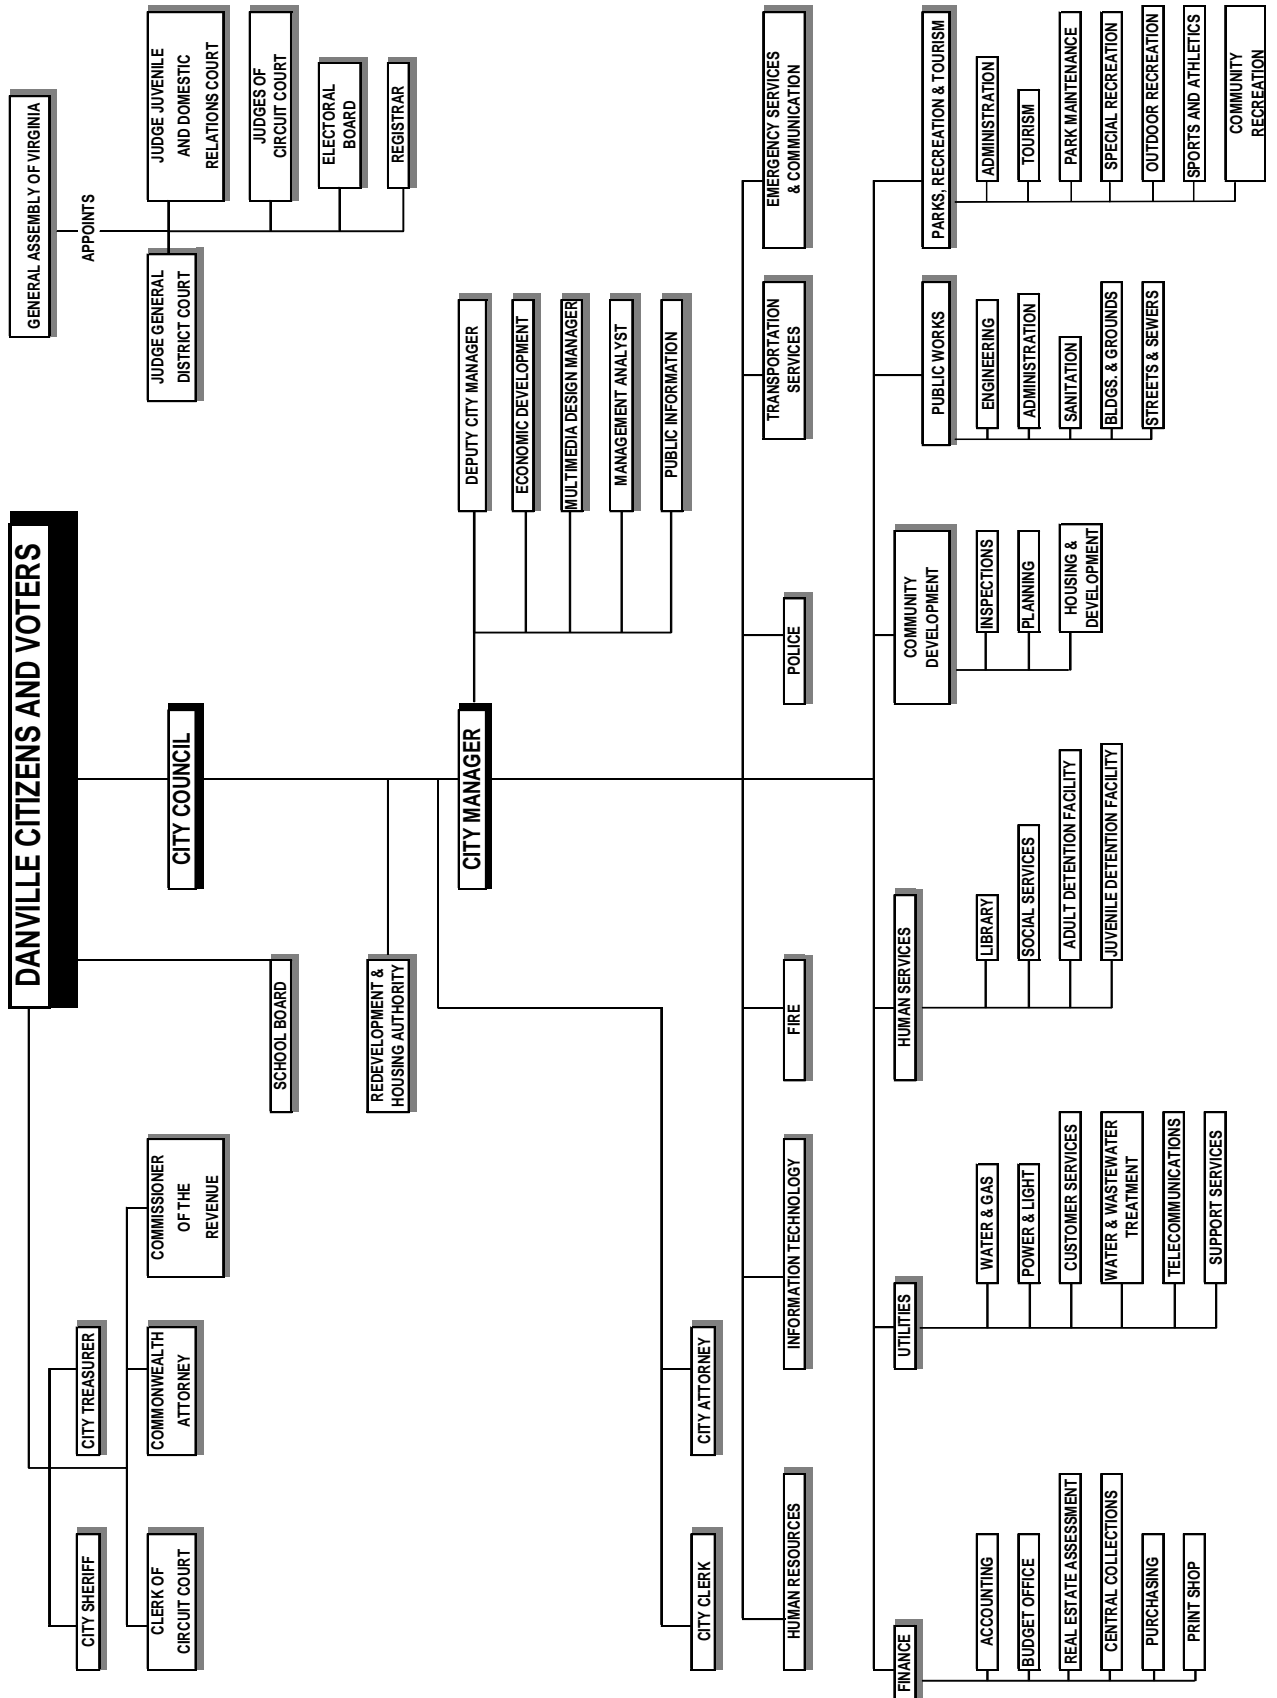 DANVILLE CITIZENS AND VOTERS
GENERAL ASSEMBLY OF VIRGINIA
APPOINTS
CITY SHERIFF
CITY TREASURER
CLERK OF
CIRCUIT COURT
COMMONWEALTH
ATTORNEY
COMMISSIONER
OF THE
REVENUE
CITY COUNCIL
JUDGE GENERAL
DISTRICT COURT
JUDGE JUVENILE
AND DOMESTIC
RELATIONS COURT
SCHOOL BOARD
JUDGES OF
CIRCUIT COURT
ELECTORAL
BOARD
REDEVELOPMENT &
HOUSING AUTHORITY
REGISTRAR
CITY MANAGER
DEPUTY CITY MANAGER
ECONOMIC DEVELOPMENT
MULTIMEDIA DESIGN MANAGER
MANAGEMENT ANALYST
PUBLIC INFORMATION
CITY CLERK
CITY ATTORNEY
HUMAN RESOURCES
INFORMATION TECHNOLOGY
FIRE
POLICE
TRANSPORTATION
SERVICES
EMERGENCY SERVICES
& COMMUNICATION
FINANCE
ACCOUNTING
BUDGET OFFICE
REAL ESTATE ASSESSMENT
CENTRAL COLLECTIONS
PURCHASING
PRINT SHOP
UTILITIES
WATER & GAS
POWER & LIGHT
CUSTOMER SERVICES
WATER & WASTEWATER
TREATMENT
TELECOMMUNICATIONS
SUPPORT SERVICES
HUMAN SERVICES
LIBRARY
SOCIAL SERVICES
ADULT DETENTION FACILITY
JUVENILE DETENTION FACILITY
COMMUNITY
DEVELOPMENT
INSPECTIONS
PLANNING
HOUSING &
DEVELOPMENT
PUBLIC WORKS
ENGINEERING
ADMINISTRATION
SANITATION
BLDGS. & GROUNDS
STREETS & SEWERS
PARKS, RECREATION & TOURISM
ADMINISTRATION
TOURISM
PARK MAINTENANCE
SPECIAL RECREATION
OUTDOOR RECREATION
SPORTS AND ATHLETICS
COMMUNITY
RECREATION